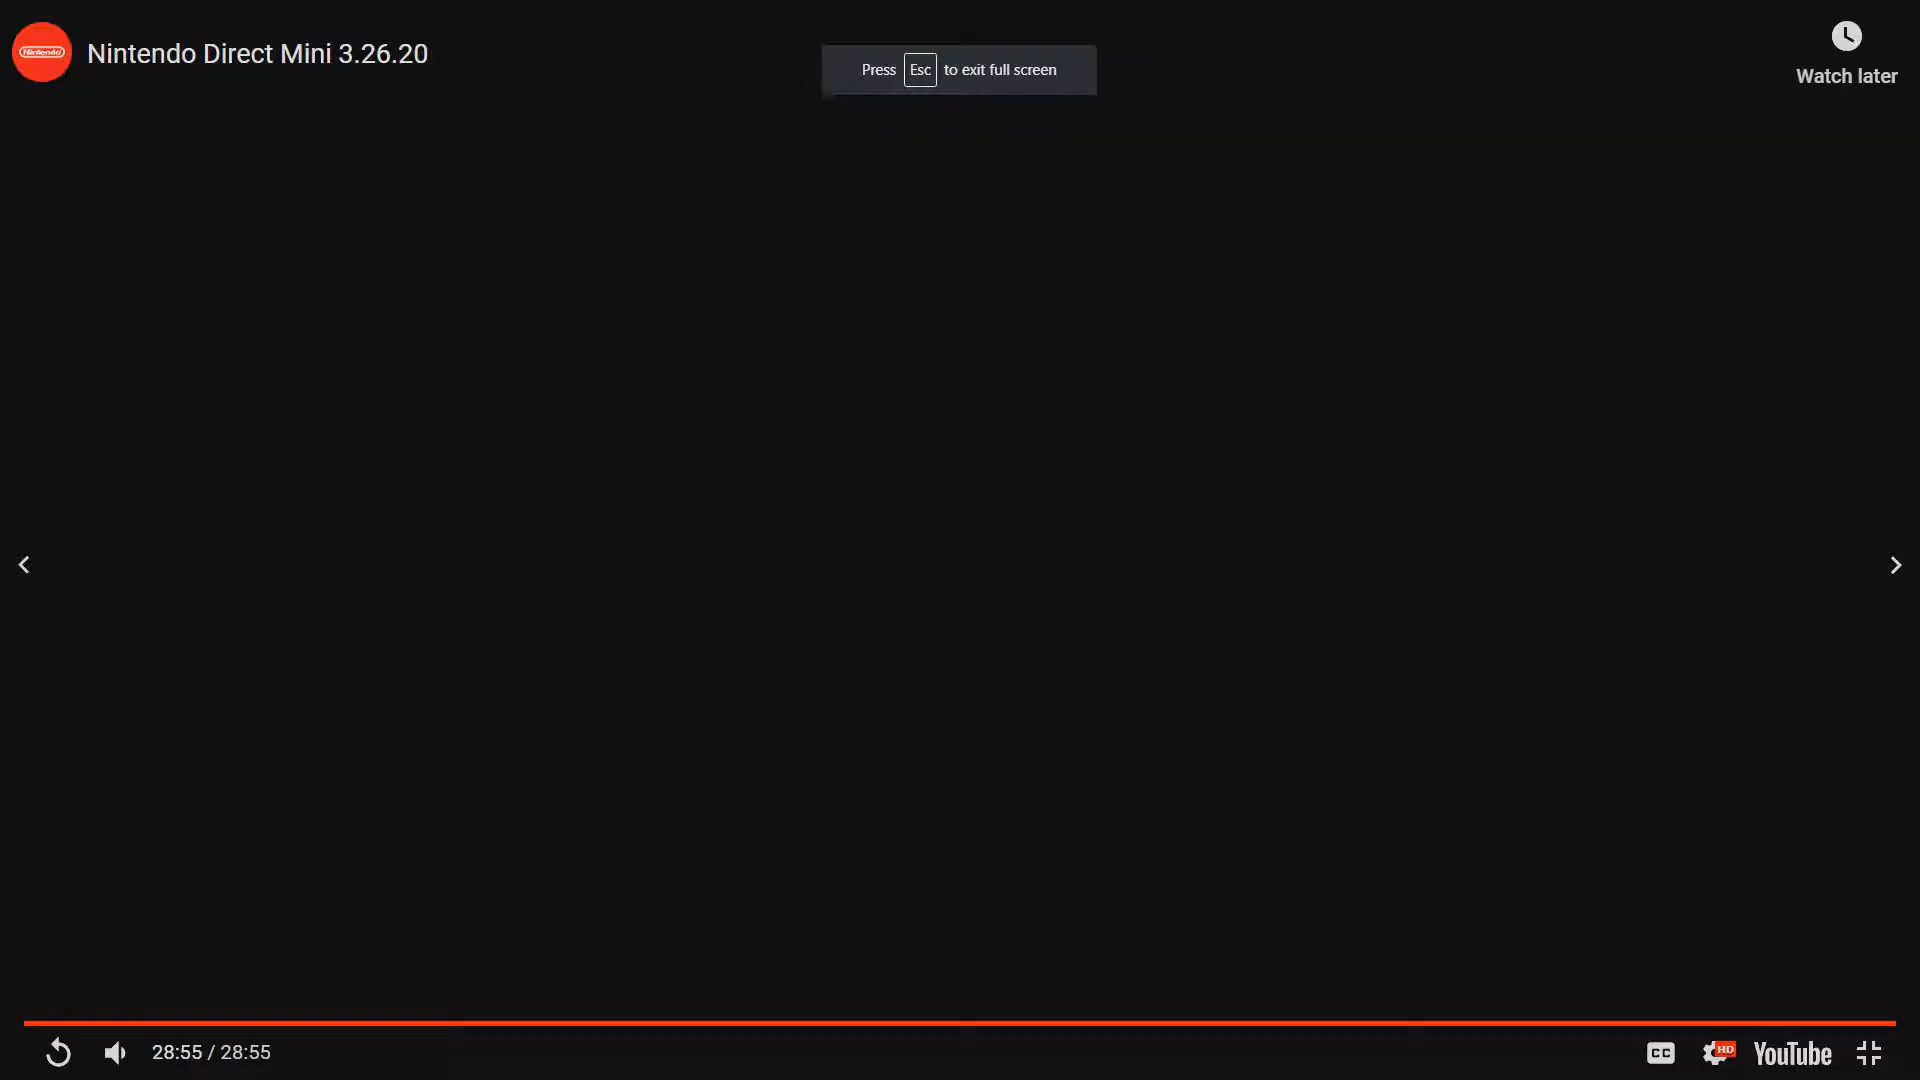 Nintendo
Nintendo Direct Mini 3.26.20
Press Esc to exit full screen
Watch later
28:55 / 28:55
CC
HD
YouTube